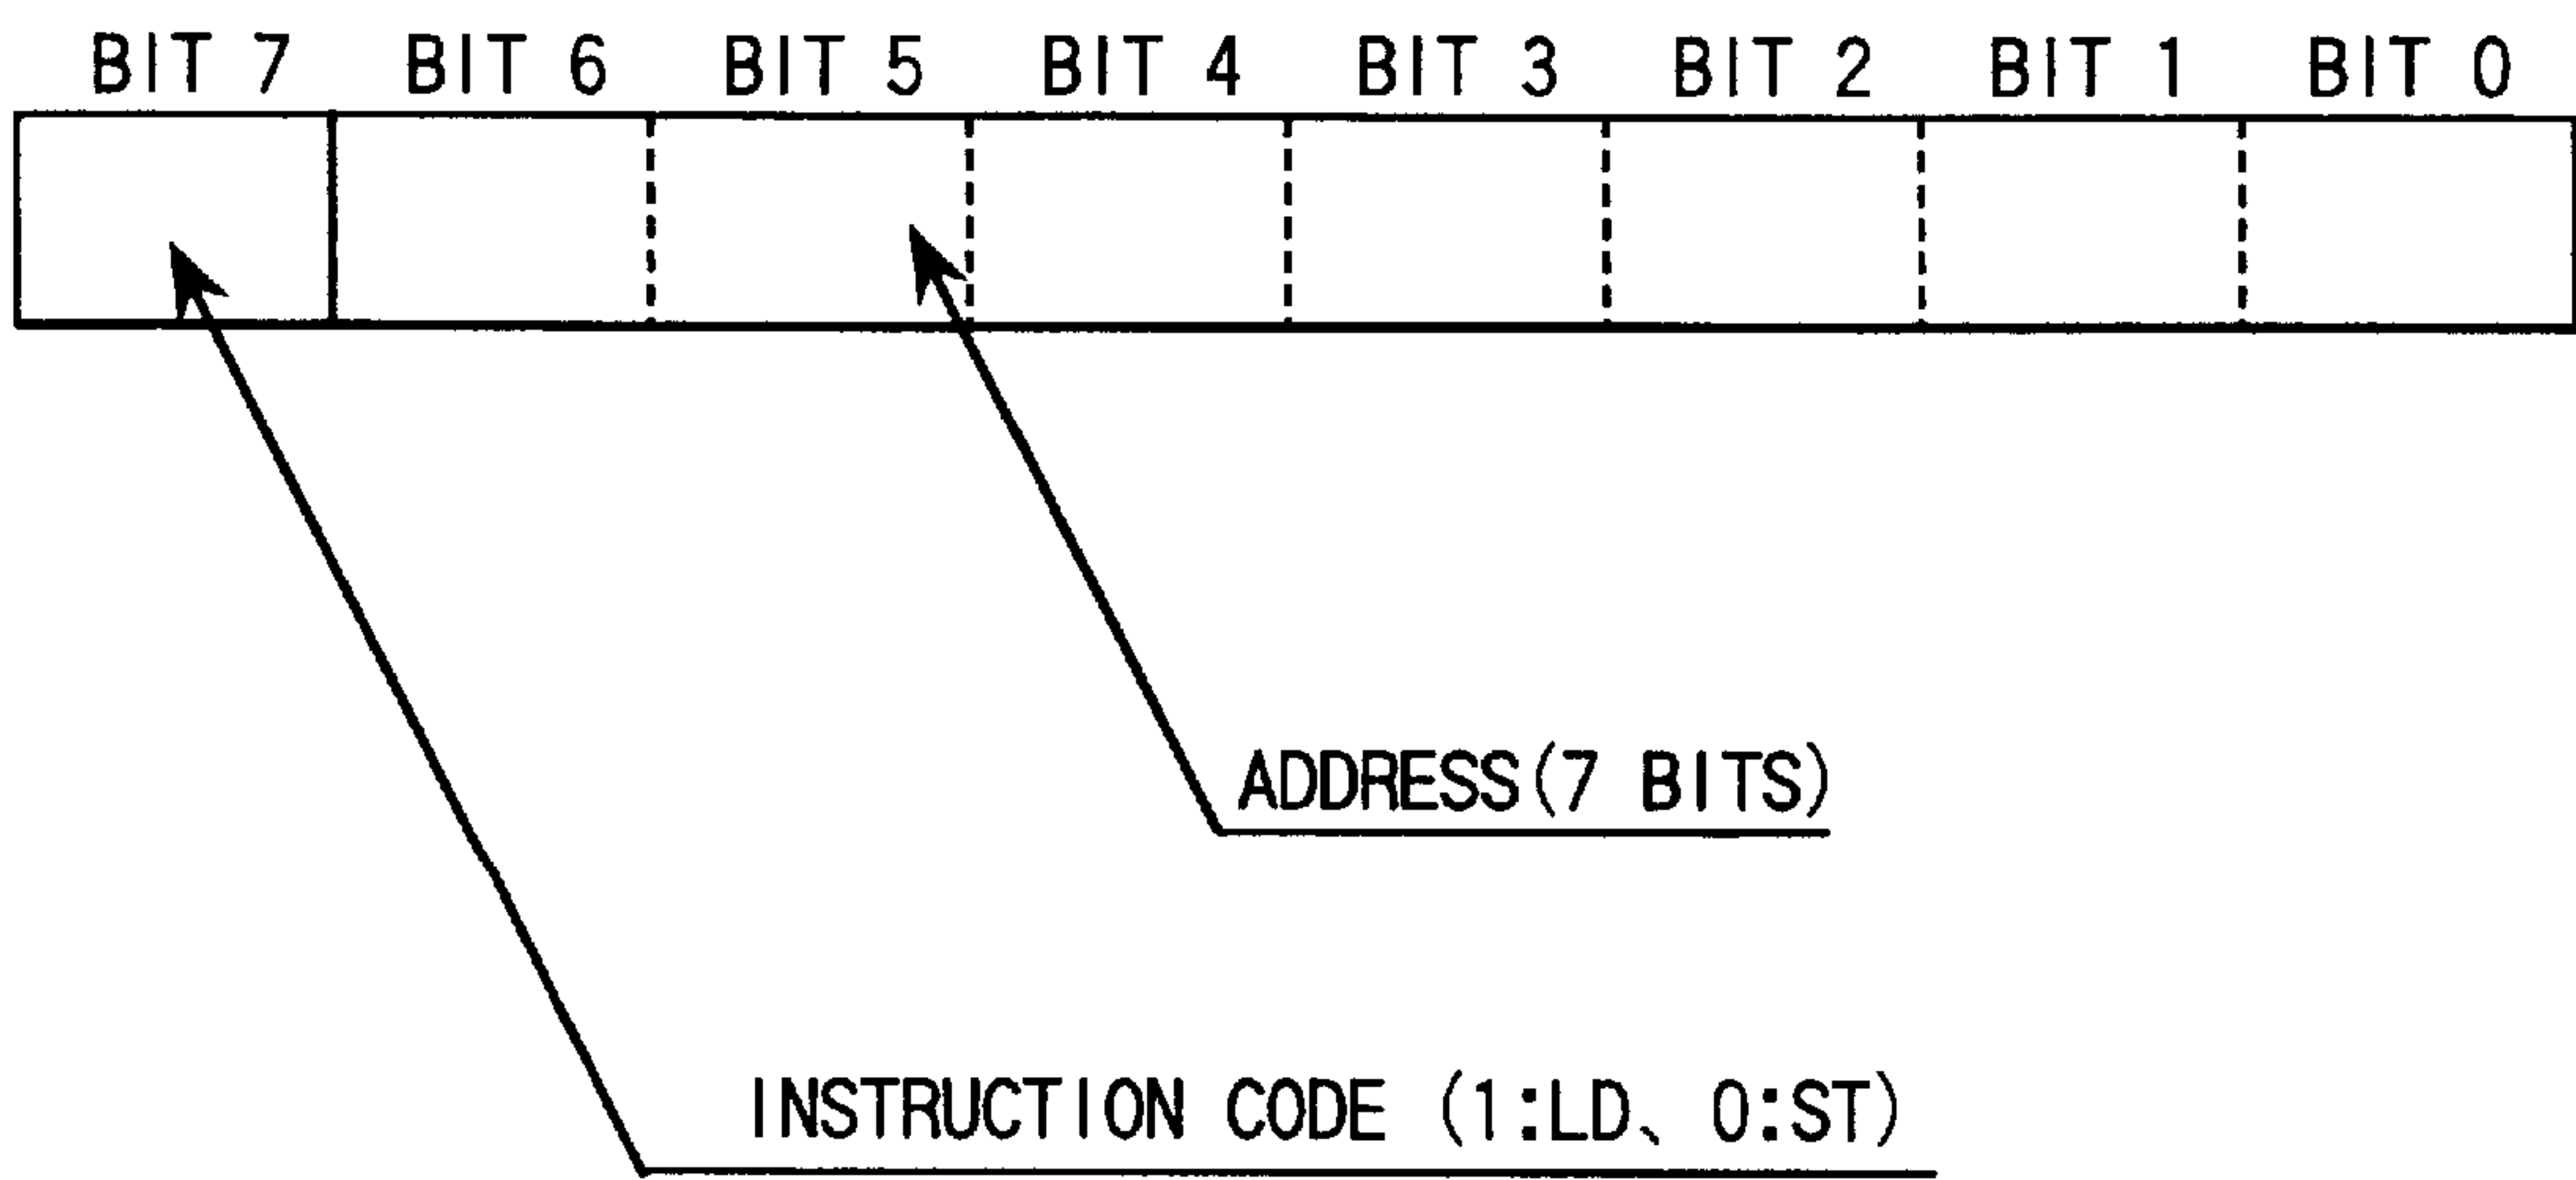 BIT 7 BIT 6 BIT 5 BIT 4 BIT 3 BIT 2 BIT 1 BIT 0
ADDRESS(7 BITS)
INSTRUCTION CODE (1:LD、0:ST)